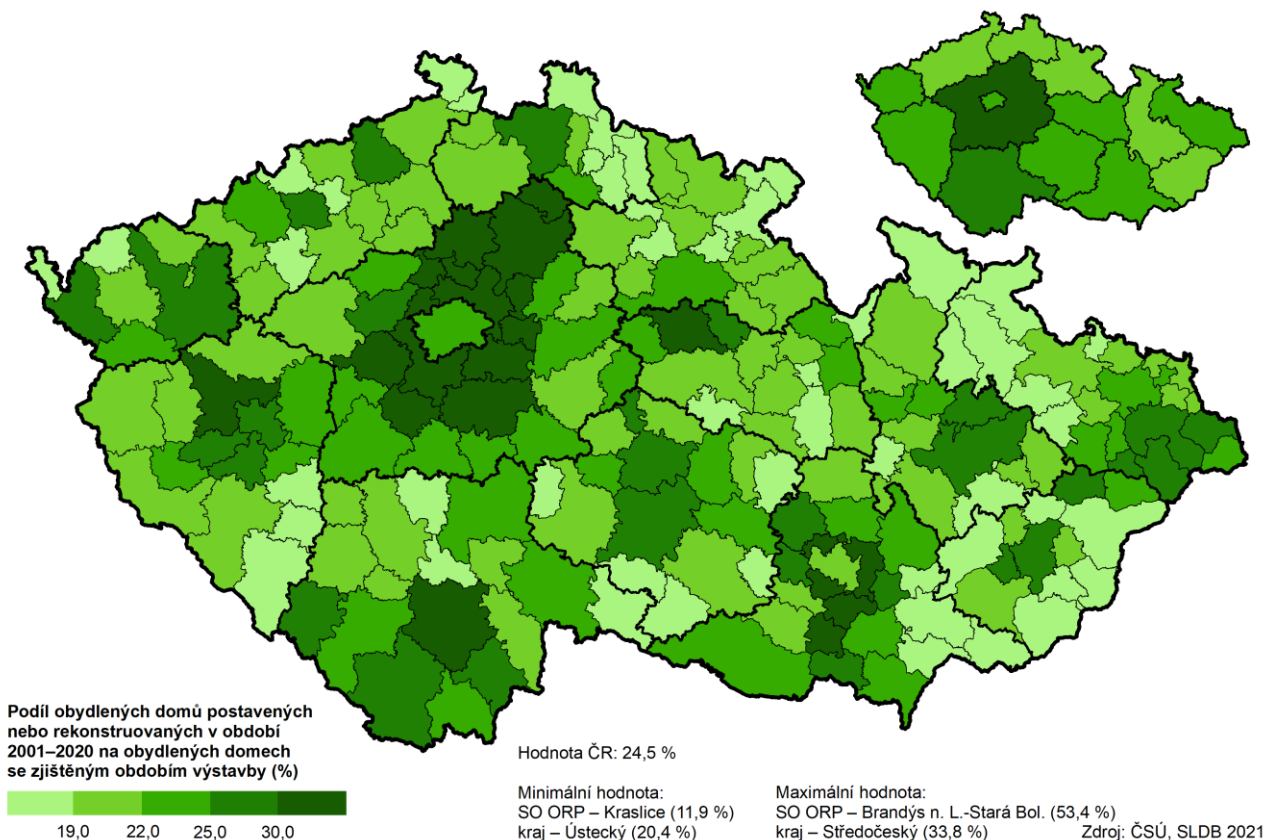 Podíl obydlených domů postavených
nebo rekonstruovaných v období
2001–2020 na obydlených domech
se zjištěným obdobím výstavby (%)
19,0 22,0 25,0 30,0
Hodnota ČR: 24,5 %
Minimální hodnota:
SO ORP – Kraslice (11,9 %)
kraj – Ústecký (20,4 %)
Maximální hodnota:
SO ORP – Brandýs n. L.-Stará Bol. (53,4 %)
kraj – Středočeský (33,8 %)
Zdroj: ČSÚ, SLDB 2021